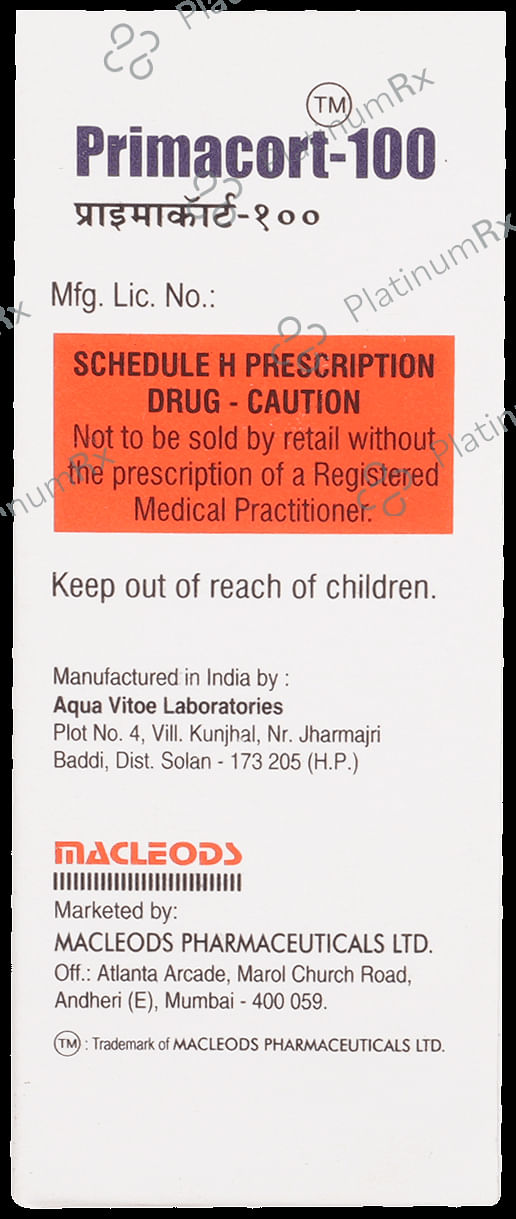 TM
Primacort-100
प्राइमाकॉर्ट-१००
Mfg. Lic. No.:
SCHEDULE H PRESCRIPTION
DRUG - CAUTION
Not to be sold by retail without
the prescription of a Registered
Medical Practitioner.
Keep out of reach of children.
Manufactured in India by :
Aqua Vitoe Laboratories
Plot No. 4, Vill. Kunjhal, Nr. Jharmajri
Baddi, Dist. Solan - 173 205 (H.P.)
MACLEODS
Marketed by:
MACLEODS PHARMACEUTICALS LTD.
Off.: Atlanta Arcade, Marol Church Road,
Andheri (E), Mumbai - 400 059.
TM : Trademark of MACLEODS PHARMACEUTICALS LTD.
PlatinumRx
PlatinumRx